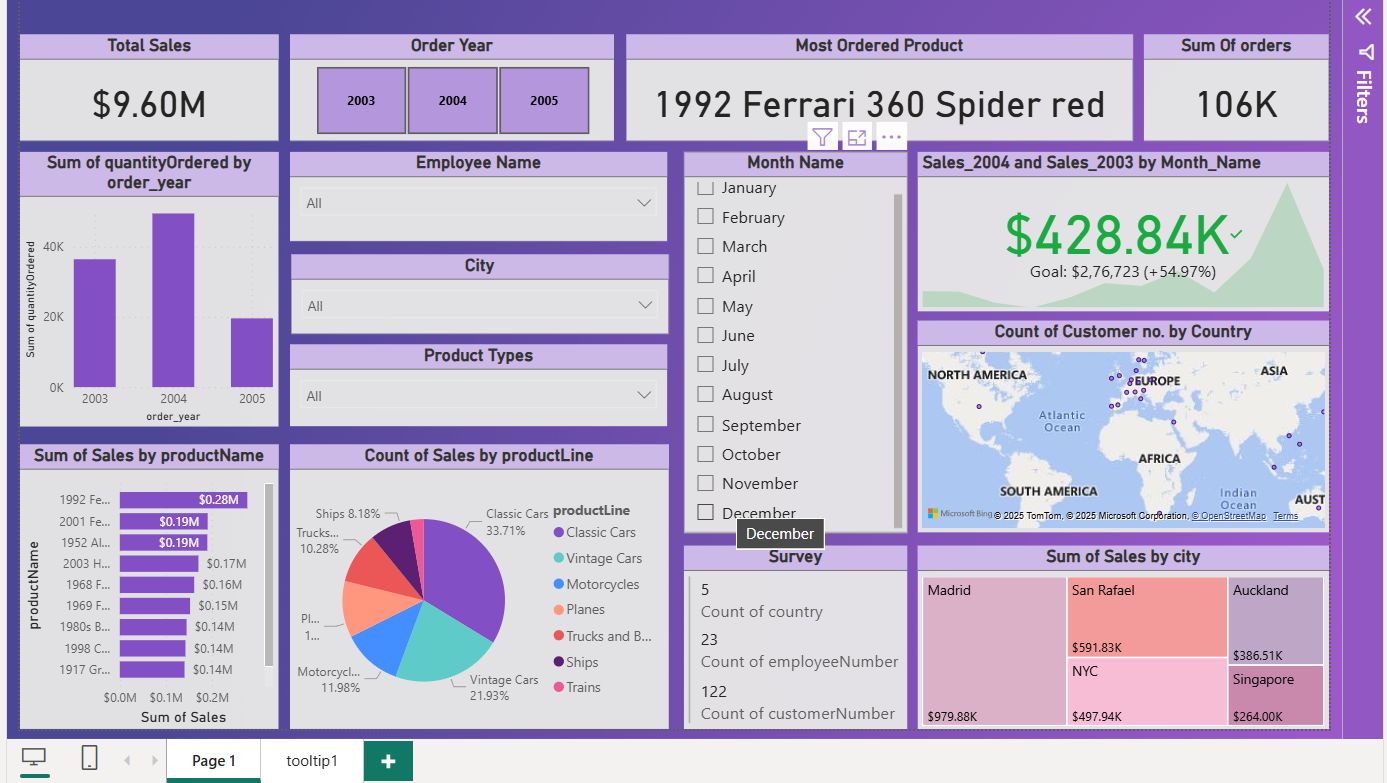 Total Sales
$9.60M
Order Year
2003
2004
2005
Most Ordered Product
1992 Ferrari 360 Spider red
Sum Of orders
106K
Filters
Sum of quantityOrdered by
order_year
Sum of quantityOrdered
40K
20K
0K
2003
2004
2005
order_year
Employee Name
All
City
All
Product Types
All
Month Name
January
February
March
April
May
June
July
August
September
October
November
December
December
Sales_2004 and Sales_2003 by Month_Name
$428.84K
Goal: $2,76,723 (+54.97%)
Count of Customer no. by Country
NORTH AMERICA
EUROPE
ASIA
Atlantic
Ocean
AFRICA
SOUTH AMERICA
Indian
Ocean
AUST
Microsoft Bing
© 2025 TomTom, © 2025 Microsoft Corporation, © OpenStreetMap Terms
Sum of Sales by productName
productName
1992 Fe... $0.28M
2001 Fe... $0.19M
1952 Al... $0.19M
2003 H... $0.17M
1968 F... $0.16M
1969 F... $0.15M
1980s B... $0.14M
1998 C... $0.14M
1917 Gr... $0.14M
$0.0M $0.1M $0.2M
Sum of Sales
Count of Sales by productLine
Ships 8.18%
Trucks...
10.28%
Pl...
1...
Motorcycl...
11.98%
Classic Cars
33.71%
Vintage Cars
21.93%
productLine
Classic Cars
Vintage Cars
Motorcycles
Planes
Trucks and B...
Ships
Trains
Survey
5
Count of country
23
Count of employeeNumber
122
Count of customerNumber
Sum of Sales by city
Madrid
$979.88K
San Rafael
$591.83K
NYC
$497.94K
Auckland
$386.51K
Singapore
$264.00K
Page 1
tooltip1